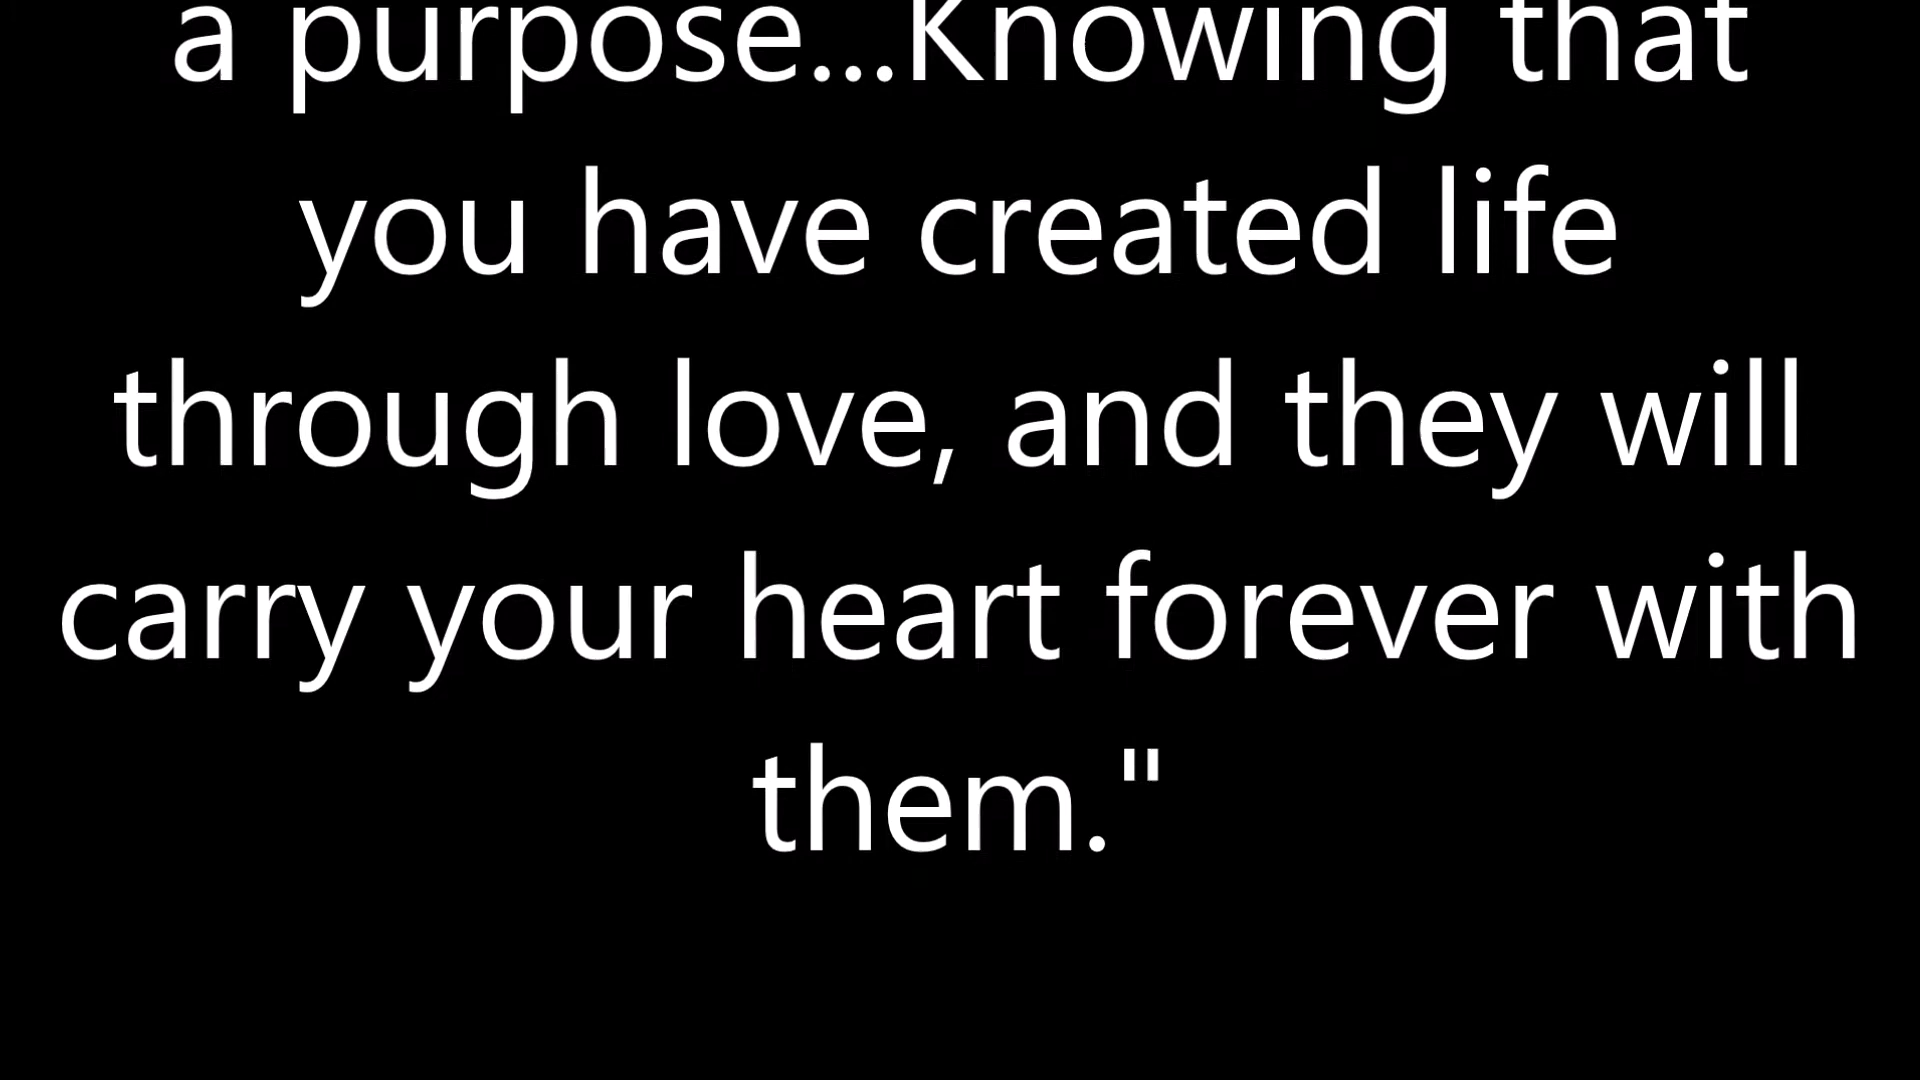 a purpose...Knowing that
you have created life
through love, and they will
carry your heart forever with
them."